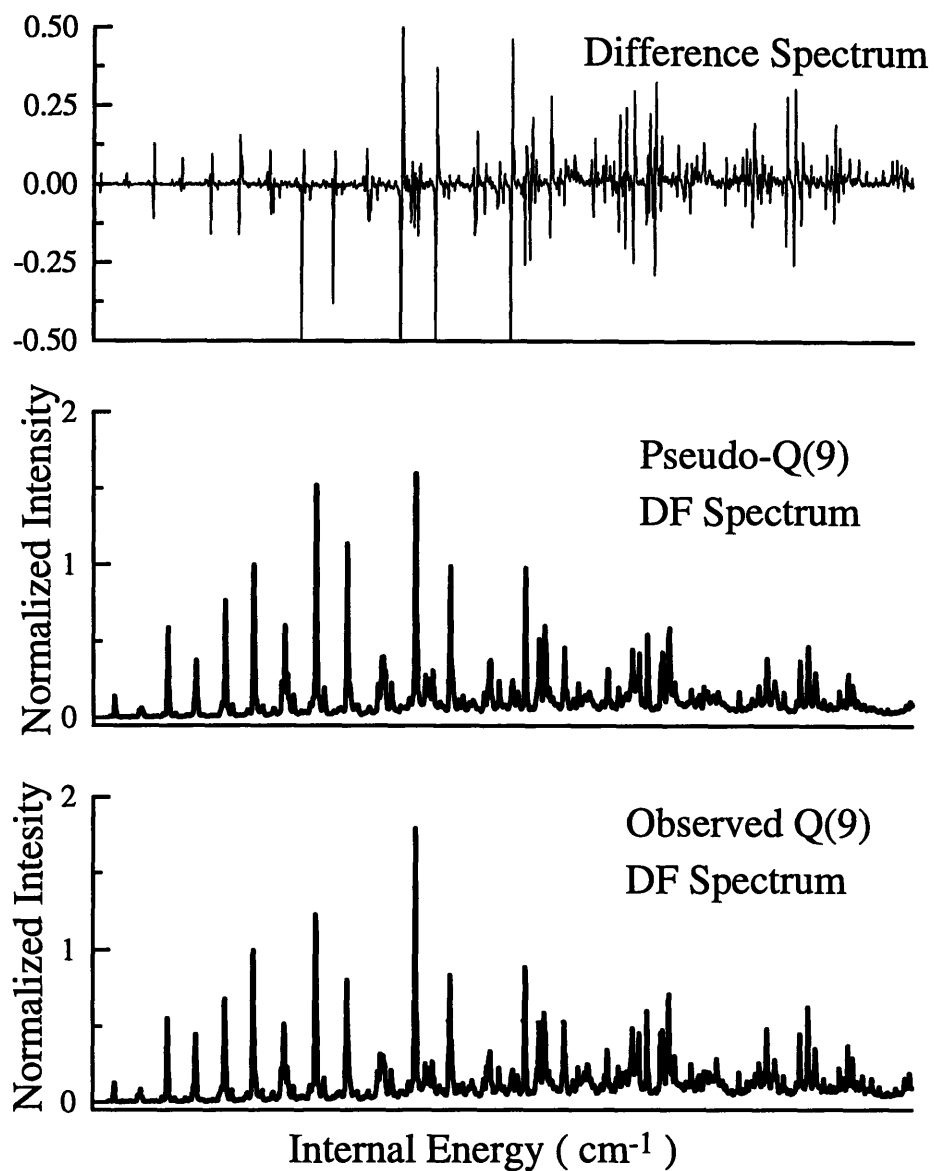 0.50
Difference Spectrum
0.25
0.00
-0.25
-0.50
2
Normalized Intensity
Pseudo-Q(9)
DF Spectrum
1
0
2
Normalized Intesity
Observed Q(9)
DF Spectrum
1
0
Internal Energy ( cm-1 )